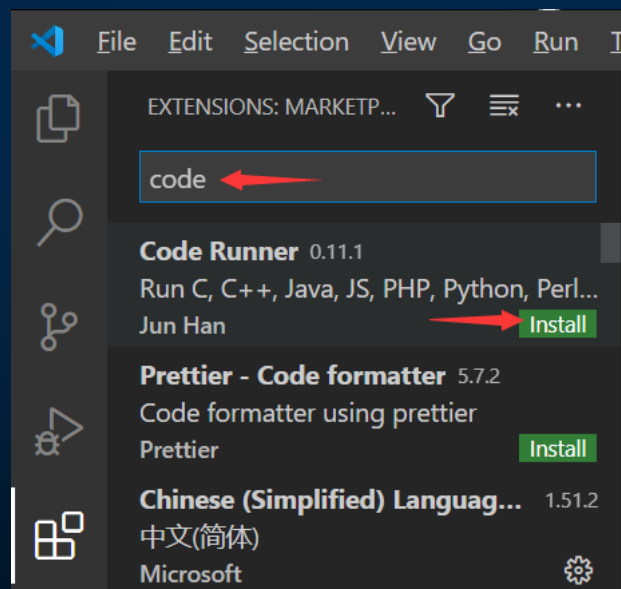 File Edit Selection View Go Run
EXTENSIONS: MARKETP...
code
Code Runner 0.11.1
Run C, C++, Java, JS, PHP, Python, Perl...
Jun Han Install
Prettier - Code formatter 5.7.2
Code formatter using prettier
Prettier Install
Chinese (Simplified) Languag... 1.51.2
中文(简体)
Microsoft